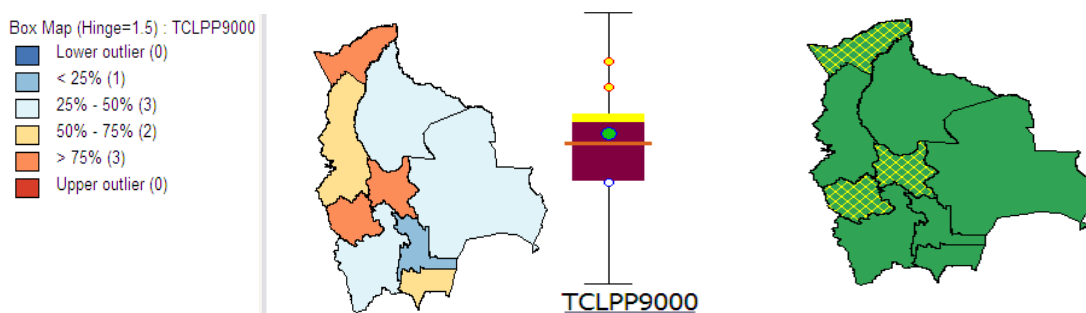 Box Map (Hinge=1.5) : TCLPP9000
Lower outlier (0)
< 25% (1)
25% - 50% (3)
50% - 75% (2)
> 75% (3)
Upper outlier (0)
TCLPP9000